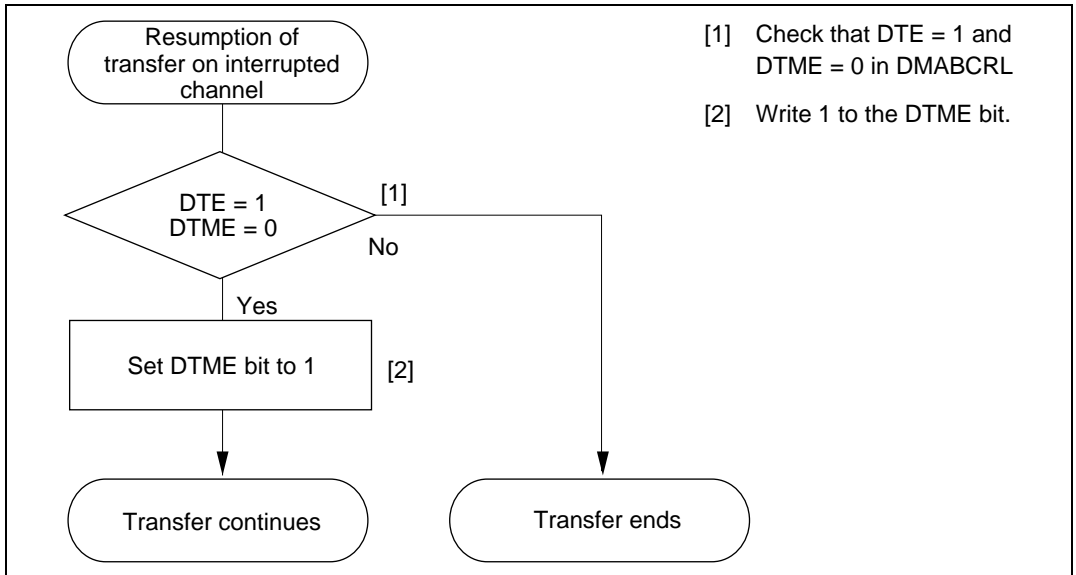 Resumption of
transfer on interrupted
channel
[1] Check that DTE = 1 and
DTME = 0 in DMABCRL
[2] Write 1 to the DTME bit.
DTE = 1
DTME = 0
[1]
No
Yes
Set DTME bit to 1
[2]
Transfer continues
Transfer ends